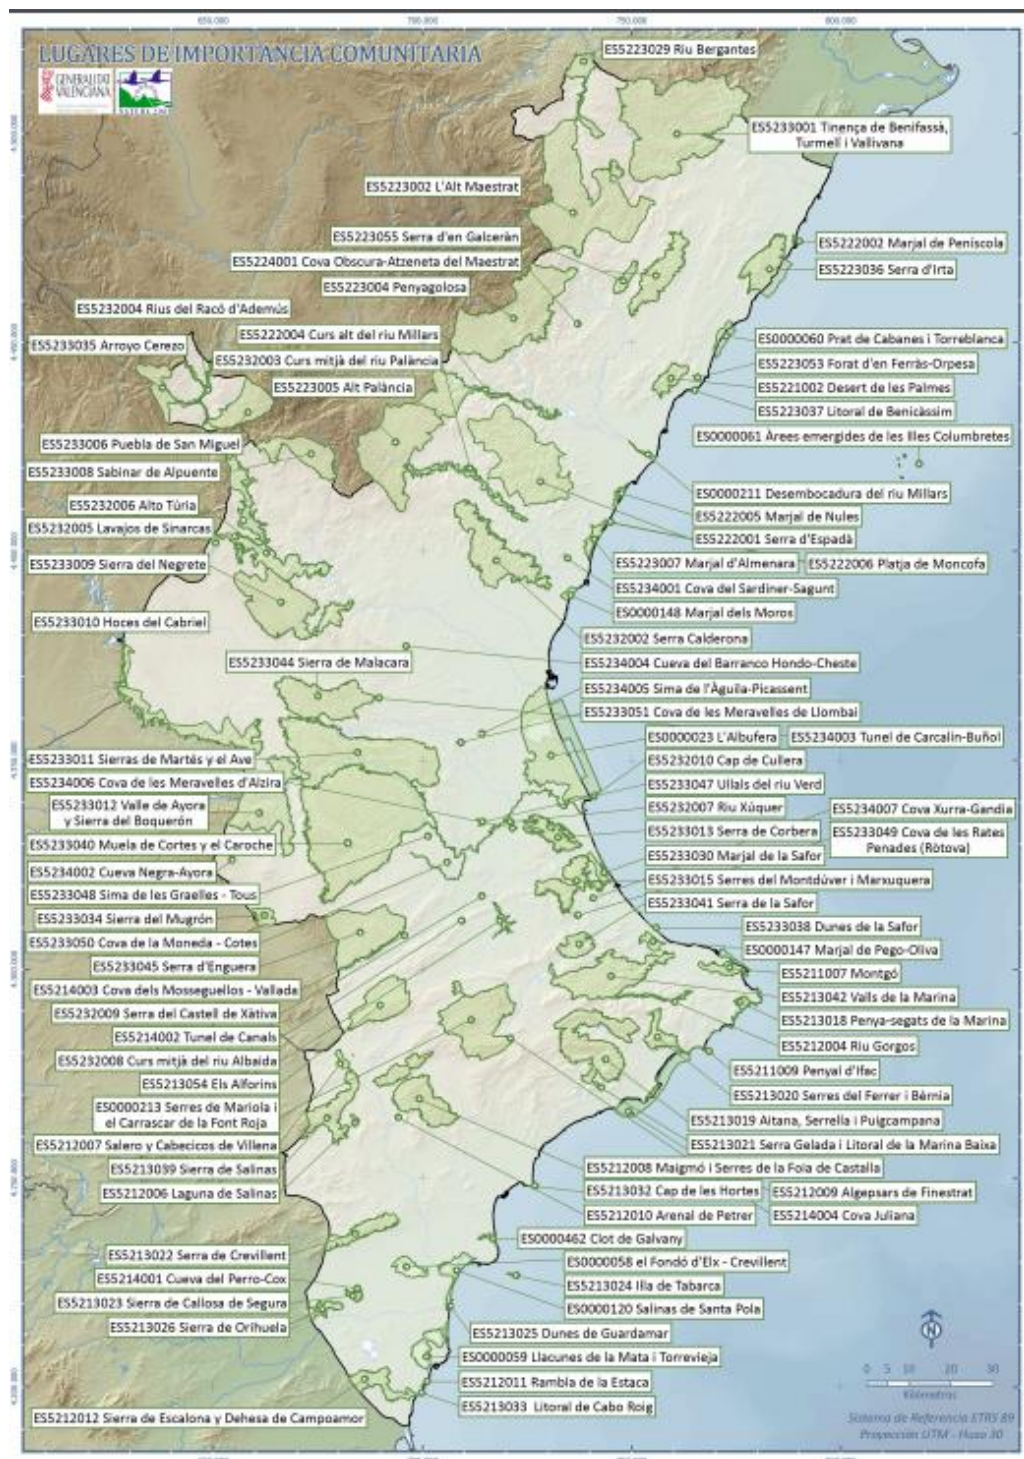 650.000
700.000
750.000
800.000
LUGARES DE IMPORTANCIA COMUNITARIA
GENERALITAT
VALENCIANA
ES5223029 Riu Bergantes
ES5233001 Tinença de Benifassà,
Turmell i Vallivana
ES5223002 L'Alt Maestrat
ES5223055 Serra d'en Galceràn
ES5224001 Cova Obscura-Atzeneta del Maestrat
ES5223004 Penyagolosa
ES5222002 Marjal de Peníscola
ES5223036 Serra d'Irta
ES5232004 Rius del Racó d'Ademús
ES5222004 Curs alt del riu Millars
ES5233035 Arroyo Cerezo
ES5232003 Curs mitjà del riu Palància
ES5223005 Alt Palància
ES0000060 Prat de Cabanes i Torreblanca
ES5223053 Forat d'en Ferràs-Orpesa
ES5221002 Desert de les Palmes
ES5223037 Litoral de Benicàssim
ES0000061 Àrees emergides de les Illes Columbretes
ES5233006 Puebla de San Miguel
ES5233008 Sabinar de Alpuente
ES5232006 Alto Túria
ES5232005 Lavajos de Sinarcas
ES5233009 Sierra del Negrete
ES0000211 Desembocadura del riu Millars
ES5222005 Marjal de Nules
ES5222001 Serra d'Espadà
ES5223007 Marjal d'Almenara
ES5222006 Platja de Moncofa
ES5234001 Cova del Sardiner-Sagunt
ES0000148 Marjal dels Moros
ES5233010 Hoces del Cabriel
ES5232002 Serra Calderona
ES5233044 Sierra de Malacara
ES5234004 Cueva del Barranco Hondo-Cheste
ES5234005 Sima de l'Àguila-Picassent
ES5233051 Cova de les Meravelles de Llombai
ES0000023 L'Albufera
ES5234003 Tunel de Carcalin-Buñol
ES5233011 Sierras de Martés y el Ave
ES5232010 Cap de Cullera
ES5234006 Cova de les Meravelles d'Alzira
ES5233047 Ullals del riu Verd
ES5233012 Valle de Ayora
y Sierra del Boquerón
ES5232007 Riu Xúquer
ES5234007 Cova Xurra-Gandia
ES5233013 Serra de Corbera
ES5233049 Cova de les Rates
Penades (Ròtova)
ES5233040 Muela de Cortes y el Caroche
ES5233030 Marjal de la Safor
ES5234002 Cueva Negra-Ayora
ES5233015 Serres del Montdúver i Marxuquera
ES5233048 Sima de les Graelles - Tous
ES5233041 Serra de la Safor
ES5233034 Sierra del Mugrón
ES5233038 Dunes de la Safor
ES5233050 Cova de la Moneda - Cotes
ES0000147 Marjal de Pego-Oliva
ES5233045 Serra d'Enguera
ES5211007 Montgó
ES5214003 Cova dels Mosseguellos - Vallada
ES5213042 Valls de la Marina
ES5232009 Serra del Castell de Xàtiva
ES5213018 Penya-segats de la Marina
ES5214002 Tunel de Canals
ES5212004 Riu Gorgos
ES5232008 Curs mitjà del riu Albaida
ES5211009 Penyal d'Ifac
ES5213054 Els Alforins
ES5213020 Serres del Ferrer i Bèrnia
ES0000213 Serres de Mariola i
el Carrascar de la Font Roja
ES5213019 Aitana, Serrella i Puigcampana
ES5212007 Salero y Cabecicos de Villena
ES5213021 Serra Gelada i Litoral de la Marina Baixa
ES5213039 Sierra de Salinas
ES5212008 Maigmó i Serres de la Foia de Castalla
ES5212006 Laguna de Salinas
ES5213032 Cap de les Hortes
ES5212009 Algepsars de Finestrat
ES5212010 Arenal de Petrer
ES5214004 Cova Juliana
ES0000462 Clot de Galvany
ES5213022 Serra de Crevillent
ES0000058 el Fondó d'Elx - Crevillent
ES5214001 Cueva del Perro-Cox
ES5213024 Illa de Tabarca
ES5213023 Sierra de Callosa de Segura
ES0000120 Salinas de Santa Pola
ES5213026 Sierra de Orihuela
ES5213025 Dunes de Guardamar
ES0000059 Llacunes de la Mata i Torrevieja
ES5212011 Rambla de la Estaca
ES5213033 Litoral de Cabo Roig
ES5212012 Sierra de Escalona y Dehesa de Campoamor
N
0 5 10 20 30
Kilómetros
Sistema de Referencia ETRS 89
Proyección UTM - Huso 30